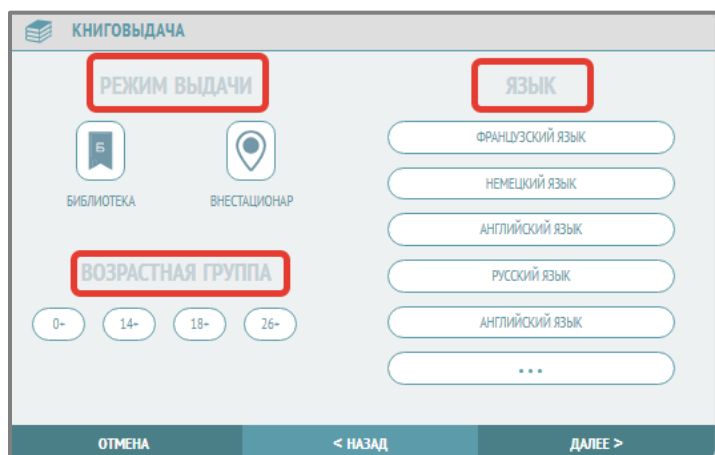 КНИГОВЫДАЧА
РЕЖИМ ВЫДАЧИ
Б
БИБЛИОТЕКА
ВНЕСТАЦИОНАР
ВОЗРАСТНАЯ ГРУППА
0+
14+
18+
26+
ЯЗЫК
ФРАНЦУЗСКИЙ ЯЗЫК
НЕМЕЦКИЙ ЯЗЫК
АНГЛИЙСКИЙ ЯЗЫК
РУССКИЙ ЯЗЫК
АНГЛИЙСКИЙ ЯЗЫК
...
ОТМЕНА
< НАЗАД
ДАЛЕЕ >